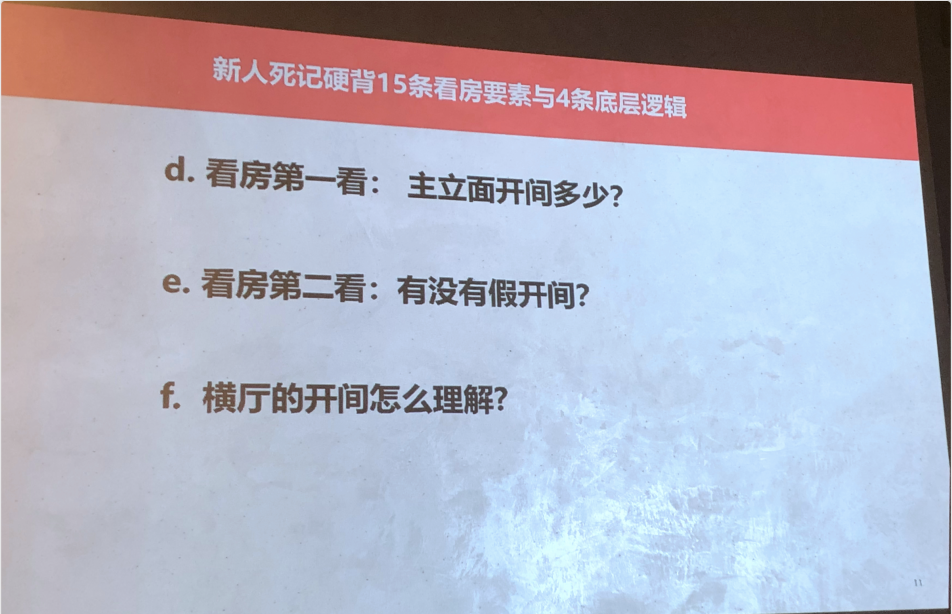 新人死记硬背15条看房要素与4条底层逻辑
d. 看房第一看： 主立面开间多少？
e. 看房第二看：有没有假开间？
f. 横厅的开间怎么理解？
11